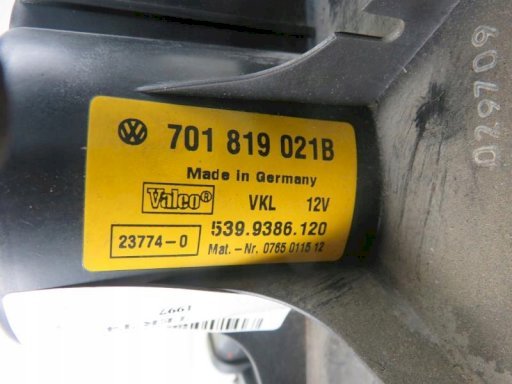 701 819 021B
Made in Germany
Valeo® VKL 12V
23774-0 539.9386.120
Mat.-Nr. 0765 0115 12
029709
1997